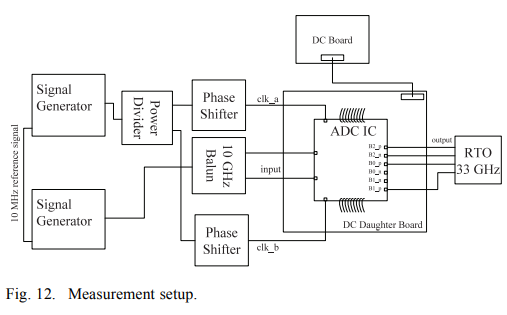 DC Board
Signal
Generator
Power
Divider
Phase
Shifter
clk_a
ADC IC
10 MHz reference signal
10 GHz
Balun
input
output
RTO
33 GHz
Signal
Generator
Phase
Shifter
clk_b
DC Daughter Board
Fig. 12. Measurement setup.